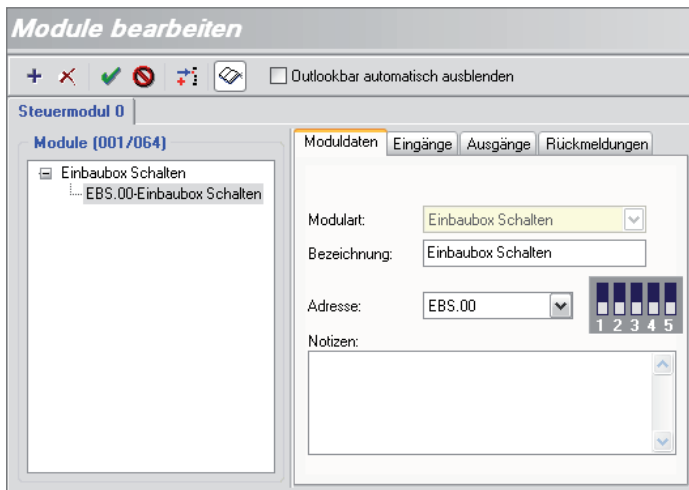 Module bearbeiten
Outlookbar automatisch ausblenden
Steuermodul 0
Module (001/064)
Einbaubox Schalten
EBS.00-Einbaubox Schalten
Moduldaten Eingänge Ausgänge Rückmeldungen
Modulart: Einbaubox Schalten
Bezeichnung: Einbaubox Schalten
Adresse: EBS.00
1 2 3 4 5
Notizen: